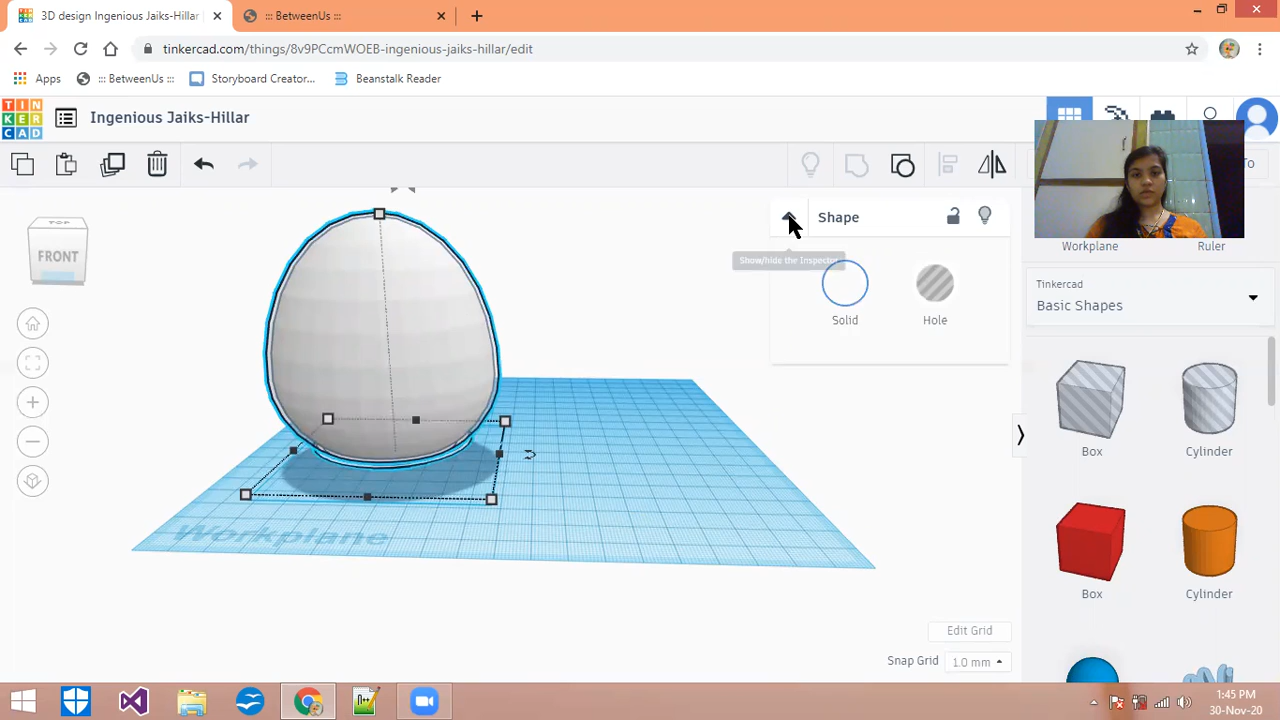 3D design Ingenious Jaiks-Hillar
::: BetweenUs :::
tinkercad.com/things/8v9PCcmWOEB-ingenious-jaiks-hillar/edit
Apps
::: BetweenUs :::
Storyboard Creator...
Beanstalk Reader
TIN
KER
CAD
Ingenious Jaiks-Hillar
To
TOP
FRONT
Shape
Show/hide the Inspector
Solid
Hole
Workplane
Ruler
Tinkercad
Basic Shapes
Box
Cylinder
Box
Cylinder
Workplane
Edit Grid
Snap Grid
1.0 mm
1:45 PM
30-Nov-20